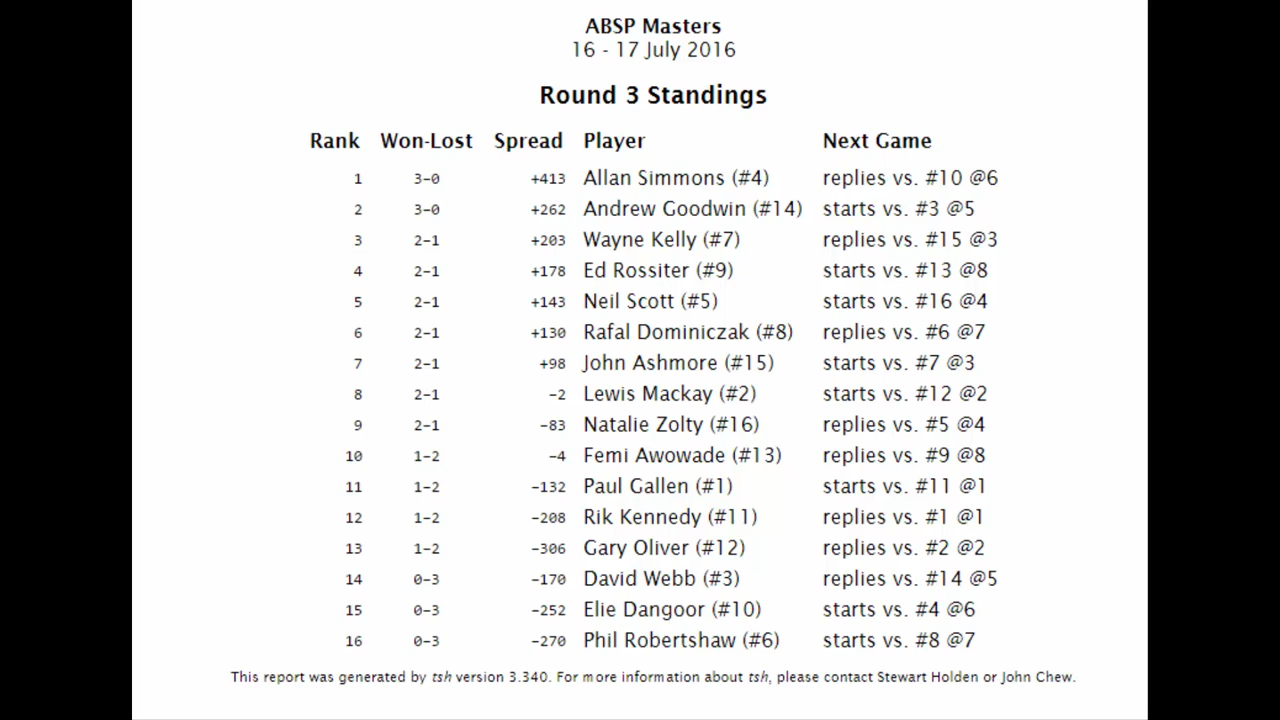 ABSP Masters
16 - 17 July 2016
Round 3 Standings
Rank Won-Lost Spread Player Next Game
1 3-0 +413 Allan Simmons (#4) replies vs. #10 @6
2 3-0 +262 Andrew Goodwin (#14) starts vs. #3 @5
3 2-1 +203 Wayne Kelly (#7) replies vs. #15 @3
4 2-1 +178 Ed Rossiter (#9) starts vs. #13 @8
5 2-1 +143 Neil Scott (#5) starts vs. #16 @4
6 2-1 +130 Rafal Dominiczak (#8) replies vs. #6 @7
7 2-1 +98 John Ashmore (#15) starts vs. #7 @3
8 2-1 -2 Lewis Mackay (#2) starts vs. #12 @2
9 2-1 -83 Natalie Zolty (#16) replies vs. #5 @4
10 1-2 -4 Femi Awowade (#13) replies vs. #9 @8
11 1-2 -132 Paul Gallen (#1) starts vs. #11 @1
12 1-2 -208 Rik Kennedy (#11) replies vs. #1 @1
13 1-2 -306 Gary Oliver (#12) replies vs. #2 @2
14 0-3 -170 David Webb (#3) replies vs. #14 @5
15 0-3 -252 Elie Dangoor (#10) starts vs. #4 @6
16 0-3 -270 Phil Robertshaw (#6) starts vs. #8 @7
This report was generated by tsh version 3.340. For more information about tsh, please contact Stewart Holden or John Chew.